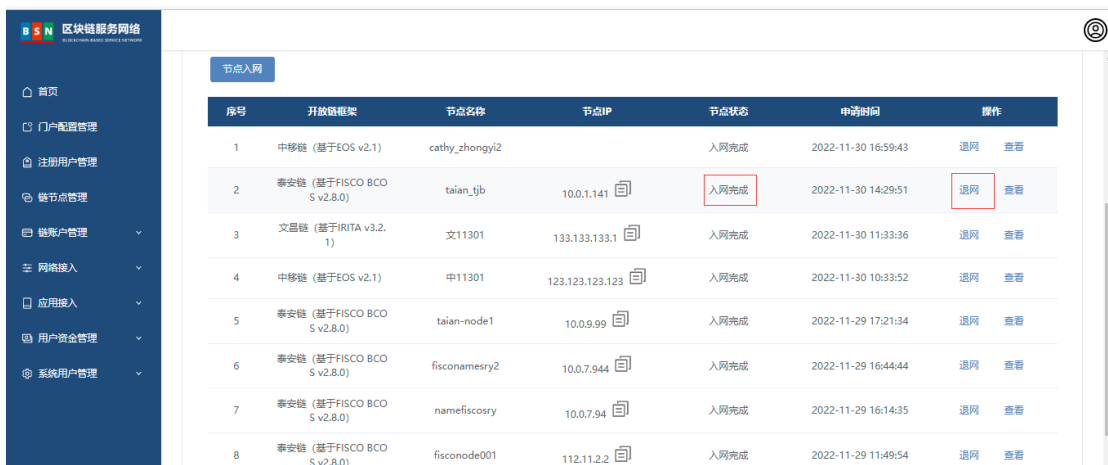 BSN 区块链服务网络
BLOCKCHAIN-BASED SERVICE NETWORK
首页
门户配置管理
注册用户管理
链节点管理
链账户管理
网络接入
应用接入
用户资金管理
系统用户管理
节点入网
序号 开放链框架 节点名称 节点IP 节点状态 申请时间 操作
1 中移链（基于EOS v2.1） cathy_zhongyi2 入网完成 2022-11-30 16:59:43 退网 查看
泰安链（基于FISCO BCO
2 taian_tjb 10.0.1.141 入网完成 2022-11-30 14:29:51 退网 查看
S v2.8.0）
文昌链（基于IRITA v3.2.
3 文11301 133.133.133.1 入网完成 2022-11-30 11:33:36 退网 查看
1）
4 中移链（基于EOS v2.1） 中11301 123.123.123.123 入网完成 2022-11-30 10:33:52 退网 查看
泰安链（基于FISCO BCO
5 taian-node1 10.0.9.99 入网完成 2022-11-29 17:21:34 退网 查看
S v2.8.0）
泰安链（基于FISCO BCO
6 fisconamesry2 10.0.7.944 入网完成 2022-11-29 16:44:44 退网 查看
S v2.8.0）
泰安链（基于FISCO BCO
7 namefiscosry 10.0.7.94 入网完成 2022-11-29 16:14:35 退网 查看
S v2.8.0）
泰安链（基于FISCO BCO
8 fisconode001 112.11.2.2 入网完成 2022-11-29 11:49:54 退网 查看
S v2.8.0）